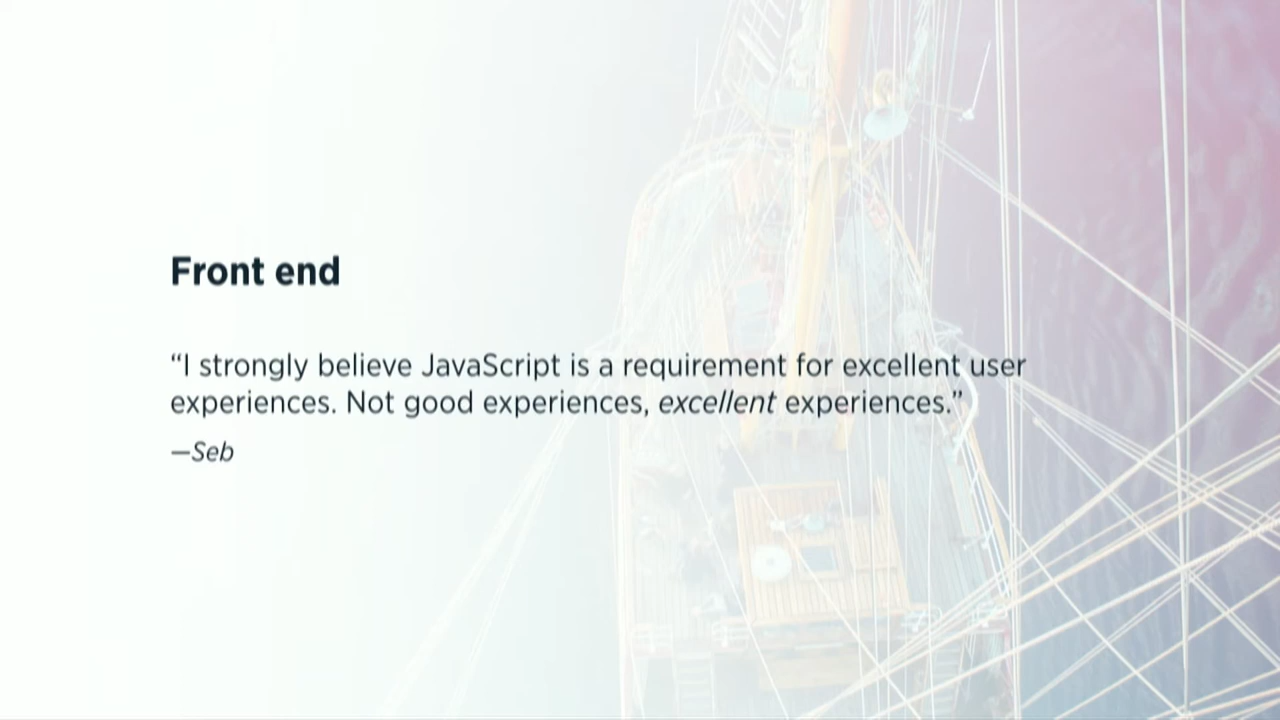 Front end
“I strongly believe JavaScript is a requirement for excellent user
experiences. Not good experiences, excellent experiences.”
—Seb